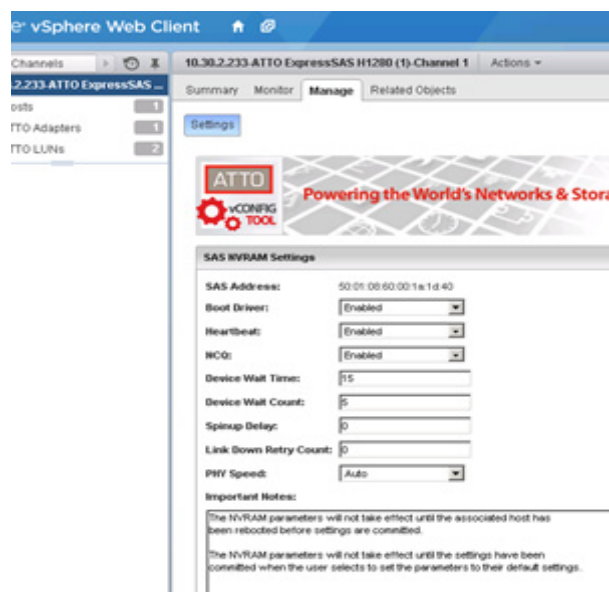 vSphere Web Client
Channels
10.30.2.233-ATTO ExpressSAS H1280 (1)-Channel 1 Actions
2.233-ATTO ExpressSAS ...
Summary Monitor Manage Related Objects
osts 1
TTO Adapters 1
TTO LUNs 2
Settings
ATTO
vCONFIG
TOOL
Powering the World's Networks & Stora
SAS NVRAM Settings
SAS Address: 50:01:08:60:00:1a:1d:40
Boot Driver: Enabled
Heartbeat: Enabled
NCQ: Enabled
Device Wait Time: 15
Device Wait Count: 5
Spinup Delay: 0
Link Down Retry Count: 0
PHY Speed: Auto
Important Notes:
The NVRAM parameters will not take effect until the associated host has
been rebooted before settings are committed.
The NVRAM parameters will not take effect until the settings have been
committed when the user selects to set the parameters to their default settings.